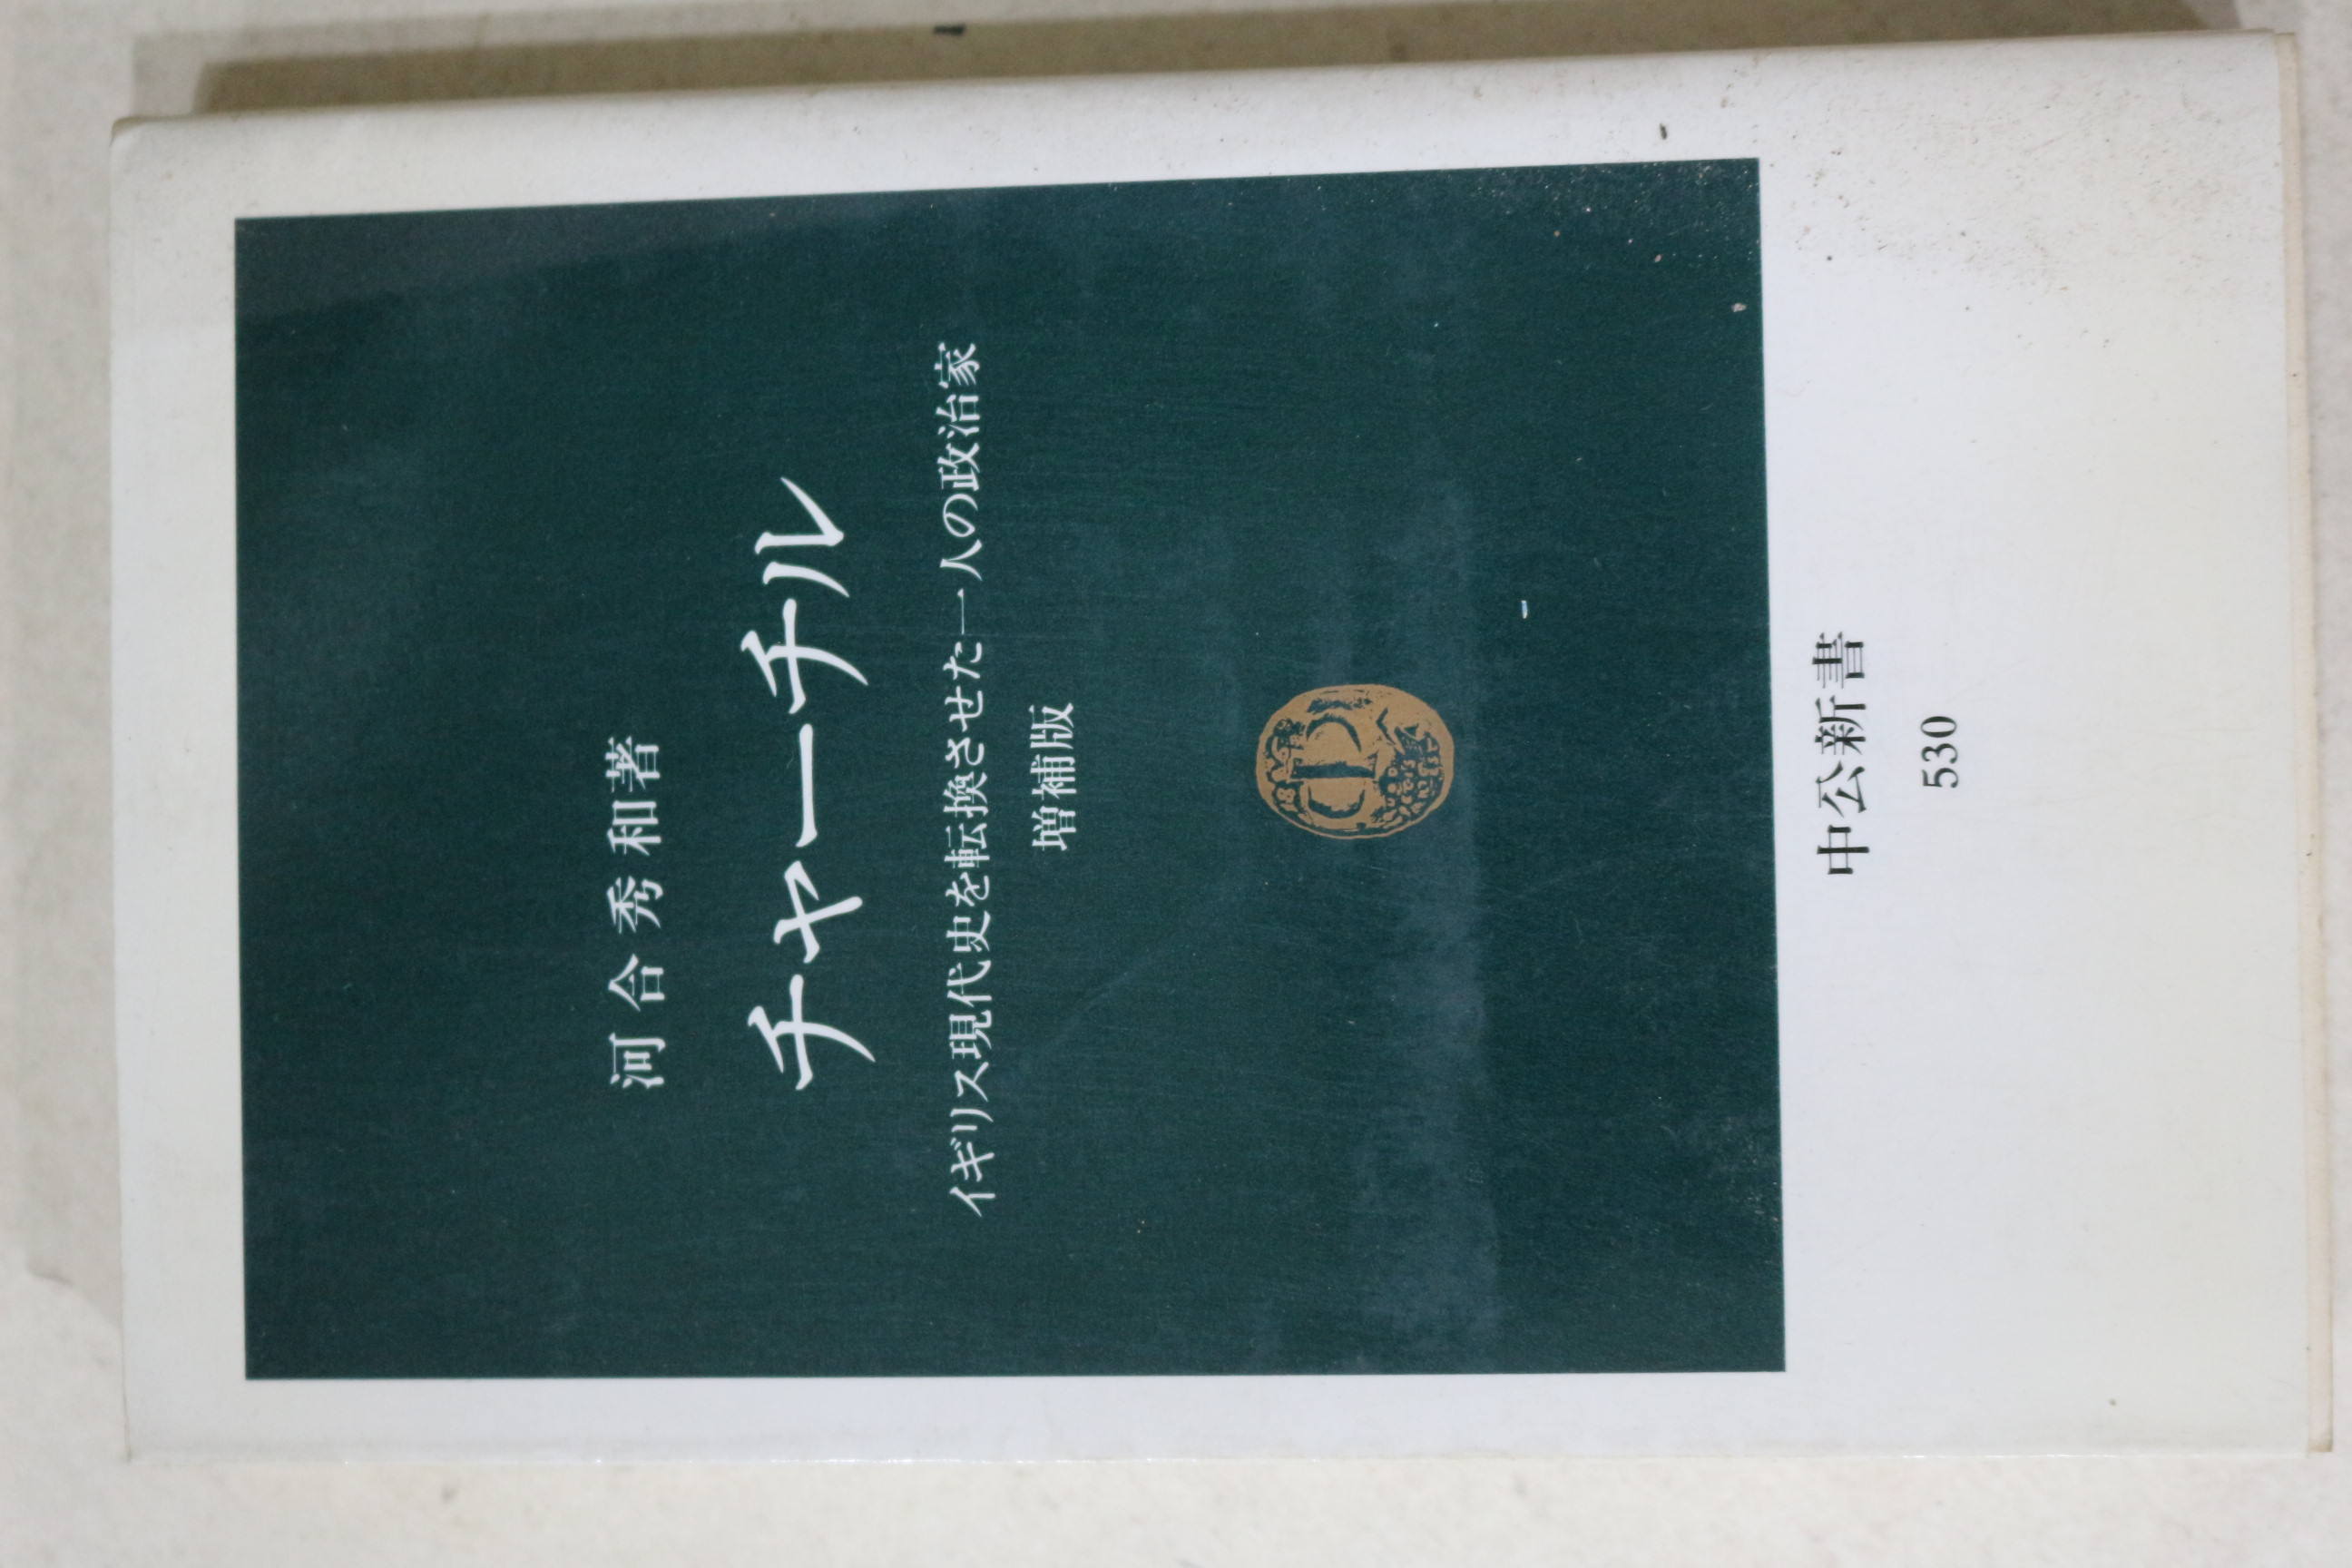 河合秀和著
チャーチル
イギリス現代史を転換させた一人の政治家
増補版
中公新書
530